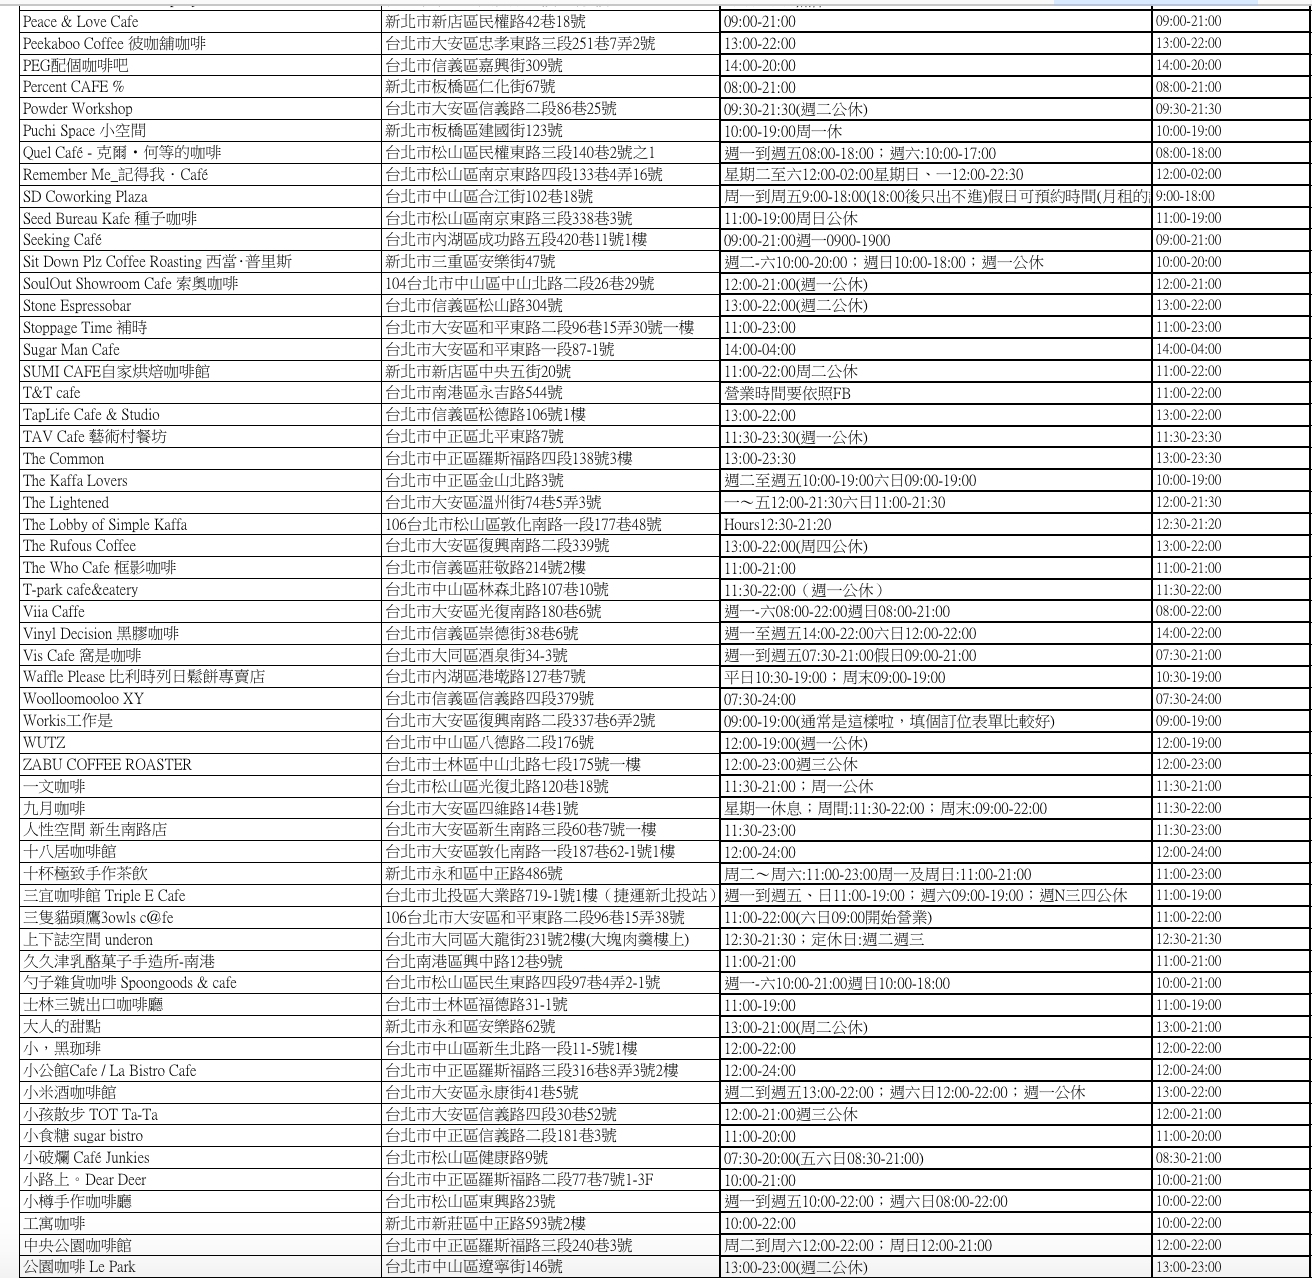 Peace & Love Cafe 新北市新店區民權路42巷18號 09:00-21:00 09:00-21:00
Peekaboo Coffee 彼咖舖咖啡 台北市大安區忠孝東路三段251巷7弄2號 13:00-22:00 13:00-22:00
PEG配個咖啡吧 台北市信義區嘉興街309號 14:00-20:00 14:00-20:00
Percent CAFE % 新北市板橋區仁化街67號 08:00-21:00 08:00-21:00
Powder Workshop 台北市大安區信義路二段86巷25號 09:30-21:30(週二公休) 09:30-21:30
Puchi Space 小空間 新北市板橋區建國街123號 10:00-19:00周一休 10:00-19:00
Quel Café - 克爾・何等的咖啡 台北市松山區民權東路三段140巷2號之1 週一到週五08:00-18:00；週六:10:00-17:00 08:00-18:00
Remember Me_記得我．Café 台北市松山區南京東路四段133巷4弄16號 星期二至六12:00-02:00星期日、一12:00-22:30 12:00-02:00
SD Coworking Plaza 台北市中山區合江街102巷18號 周一到周五9:00-18:00(18:00後只出不進)假日可預約時間(月租的 9:00-18:00
Seed Bureau Kafe 種子咖啡 台北市松山區南京東路三段338巷3號 11:00-19:00周日公休 11:00-19:00
Seeking Café 台北市內湖區成功路五段420巷11號1樓 09:00-21:00週一0900-1900 09:00-21:00
Sit Down Plz Coffee Roasting 西當·普里斯 新北市三重區安樂街47號 週二-六10:00-20:00；週日10:00-18:00；週一公休 10:00-20:00
SoulOut Showroom Cafe 索奧咖啡 104台北市中山區中山北路二段26巷29號 12:00-21:00(週一公休) 12:00-21:00
Stone Espressobar 台北市信義區松山路304號 13:00-22:00(週二公休) 13:00-22:00
Stoppage Time 補時 台北市大安區和平東路二段96巷15弄30號一樓 11:00-23:00 11:00-23:00
Sugar Man Cafe 台北市大安區和平東路一段87-1號 14:00-04:00 14:00-04:00
SUMI CAFE自家烘焙咖啡館 新北市新店區中央五街20號 11:00-22:00周二公休 11:00-22:00
T&T cafe 台北市南港區永吉路544號 營業時間要依照FB 11:00-22:00
TapLife Cafe & Studio 台北市信義區松德路106號1樓 13:00-22:00 13:00-22:00
TAV Cafe 藝術村餐坊 台北市中正區北平東路7號 11:30-23:30(週一公休) 11:30-23:30
The Common 台北市中正區羅斯福路四段138號3樓 13:00-23:30 13:00-23:00
The Kaffa Lovers 台北市中正區金山北路3號 週二至週五10:00-19:00六日09:00-19:00 10:00-19:00
The Lightened 台北市大安區溫州街74巷5弄3號 一～五12:00-21:30六日11:00-21:30 12:00-21:30
The Lobby of Simple Kaffa 106台北市松山區敦化南路一段177巷48號 Hours12:30-21:20 12:30-21:20
The Rufous Coffee 台北市大安區復興南路二段339號 13:00-22:00(周四公休) 13:00-22:00
The Who Cafe 框影咖啡 台北市信義區莊敬路214號2樓 11:00-21:00 11:00-21:00
T-park cafe&eatery 台北市中山區林森北路107巷10號 11:30-22:00（週一公休） 11:30-22:00
Viia Caffe 台北市大安區光復南路180巷6號 週一-六08:00-22:00週日08:00-21:00 08:00-22:00
Vinyl Decision 黑膠咖啡 台北市信義區崇德街38巷6號 週一至週五14:00-22:00六日12:00-22:00 14:00-22:00
Vis Cafe 窩是咖啡 台北市大同區酒泉街34-3號 週一到週五07:30-21:00假日09:00-21:00 07:30-21:00
Waffle Please 比利時列日鬆餅專賣店 台北市內湖區港墘路127巷7號 平日10:30-19:00；周末09:00-19:00 10:30-19:00
Woolloomooloo XY 台北市信義區信義路四段379號 07:30-24:00 07:30-24:00
Workis工作是 台北市大安區復興南路二段337巷6弄2號 09:00-19:00(通常是這樣啦，填個訂位表單比較好) 09:00-19:00
WUTZ 台北市中山區八德路二段176號 12:00-19:00(週一公休) 12:00-19:00
ZABU COFFEE ROASTER 台北市士林區中山北路七段175號一樓 12:00-23:00週三公休 12:00-23:00
一文咖啡 台北市松山區光復北路120巷18號 11:30-21:00；周一公休 11:30-21:00
九月咖啡 台北市大安區四維路14巷1號 星期一休息；周間:11:30-22:00；周末:09:00-22:00 11:30-22:00
人性空間 新生南路店 台北市大安區新生南路三段60巷7號一樓 11:30-23:00 11:30-23:00
十八居咖啡館 台北市大安區敦化南路一段187巷62-1號1樓 12:00-24:00 12:00-24:00
十杯極致手作茶飲 新北市永和區中正路486號 周二～周六:11:00-23:00周一及周日:11:00-21:00 11:00-23:00
三宜咖啡館 Triple E Cafe 台北市北投區大業路719-1號1樓（捷運新北投站） 週一到週五、日11:00-19:00；週六09:00-19:00；週N三四公休 11:00-19:00
三隻貓頭鷹3owls c@fe 106台北市大安區和平東路二段96巷15弄38號 11:00-22:00(六日09:00開始營業) 11:00-22:00
上下誌空間 underon 台北市大同區大龍街231號2樓(大塊肉羹樓上) 12:30-21:30；定休日:週二週三 12:30-21:30
久久津乳酪菓子手造所-南港 台北南港區興中路12巷9號 11:00-21:00 11:00-21:00
勺子雜貨咖啡 Spoongoods & cafe 台北市松山區民生東路四段97巷4弄2-1號 週一-六10:00-21:00週日10:00-18:00 10:00-21:00
士林三號出口咖啡廳 台北市士林區福德路31-1號 11:00-19:00 11:00-19:00
大人的甜點 新北市永和區安樂路62號 13:00-21:00(周二公休) 13:00-21:00
小，黑珈琲 台北市中山區新生北路一段11-5號1樓 12:00-22:00 12:00-22:00
小公館Cafe / La Bistro Cafe 台北市中正區羅斯福路三段316巷8弄3號2樓 12:00-24:00 12:00-24:00
小米酒咖啡館 台北市大安區永康街41巷5號 週二到週五13:00-22:00；週六日12:00-22:00；週一公休 13:00-22:00
小孩散步 TOT Ta-Ta 台北市大安區信義路四段30巷52號 12:00-21:00週三公休 12:00-21:00
小食糖 sugar bistro 台北市中正區信義路二段181巷3號 11:00-20:00 11:00-20:00
小破爛 Café Junkies 台北市松山區健康路9號 07:30-20:00(五六日08:30-21:00) 08:30-21:00
小路上。Dear Deer 台北市中正區羅斯福路二段77巷7號1-3F 10:00-21:00 10:00-21:00
小樽手作咖啡廳 台北市松山區東興路23號 週一到週五10:00-22:00；週六日08:00-22:00 10:00-22:00
工寓咖啡 新北市新莊區中正路593號2樓 10:00-22:00 10:00-22:00
中央公園咖啡館 台北市中正區羅斯福路三段240巷3號 周二到周六12:00-22:00；周日12:00-21:00 12:00-22:00
公園咖啡 Le Park 台北市中山區遼寧街146號 13:00-23:00(週二公休) 13:00-23:00